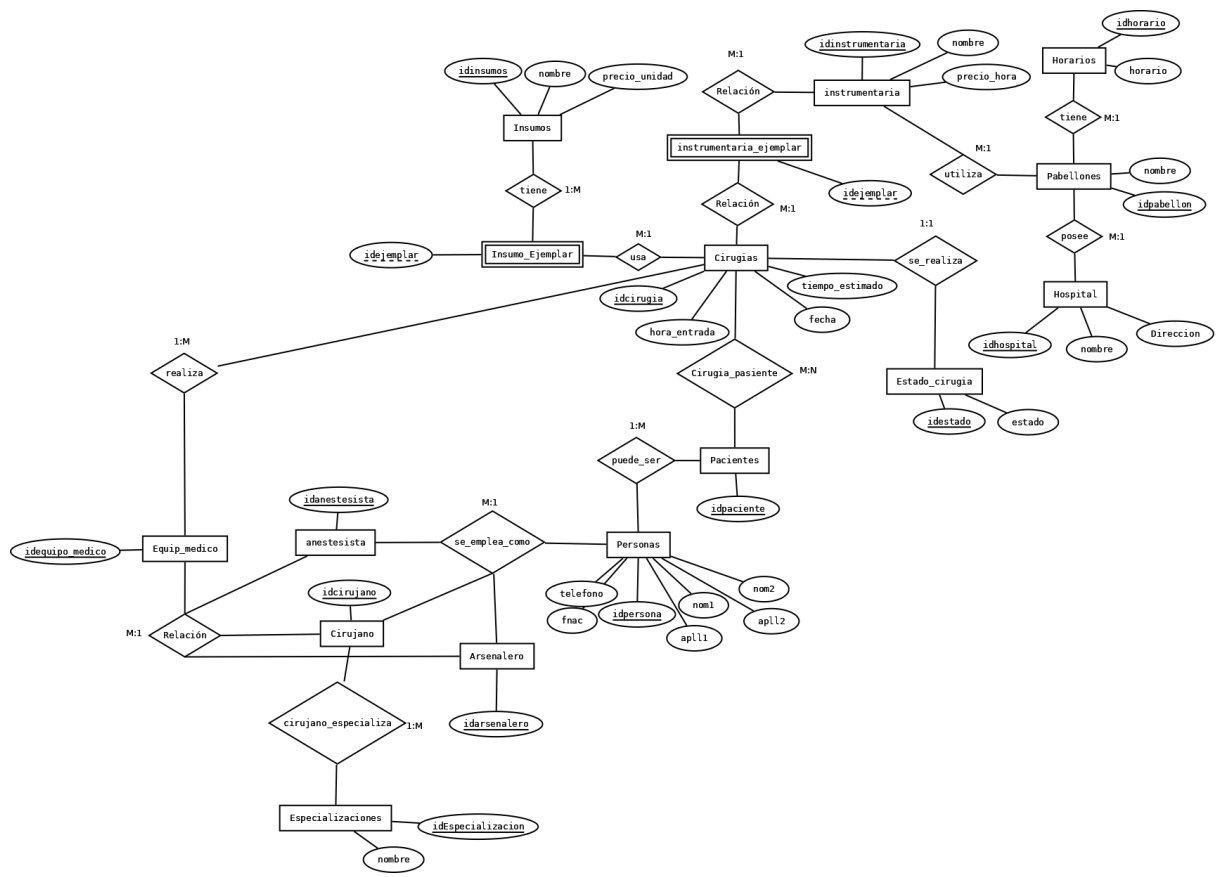 idhorario
idinstrumentaria
nombre
M:1
Horarios
idinsumos
nombre
precio_unidad
precio_hora
horario
Relación
instrumentaria
tiene
M:1
Insumos
instrumentaria_ejemplar
M:1
nombre
utiliza
Pabellones
tiene
1:M
idejemplar
idpabellon
Relación
M:1
1:1
M:1
posee
M:1
idejemplar
Insumo_Ejemplar
usa
Cirugias
se_realiza
tiempo_estimado
Hospital
idcirugia
fecha
hora_entrada
Direccion
idhospital
nombre
1:M
realiza
Cirugia_pasiente
M:N
Estado_cirugia
idestado
estado
1:M
puede_ser
Pacientes
idanestesista
M:1
idpaciente
anestesista
se_emplea_como
Personas
idequipo_medico
Equip_medico
idcirujano
telefono
nom2
nom1
fnac
idpersona
apll2
M:1
Relación
Cirujano
apll1
Arsenalero
cirujano_especializa
1:M
idarsenalero
Especializaciones
idEspecializacion
nombre